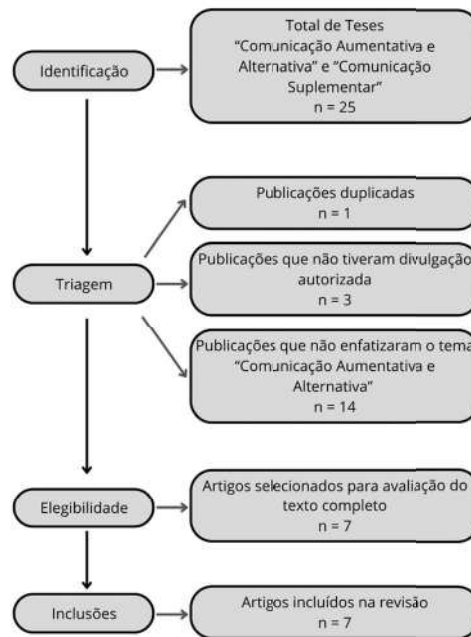 Identificação
Total de Teses
“Comunicação Aumentativa e
Alternativa” e “Comunicação
Suplementar”
n = 25
Triagem
Publicações duplicadas
n = 1
Publicações que não tiveram divulgação
autorizada
n = 3
Publicações que não enfatizaram o tema
“Comunicação Aumentativa e
Alternativa”
n = 14
Elegibilidade
Artigos selecionados para avaliação do
texto completo
n = 7
Inclusões
Artigos incluídos na revisão
n = 7